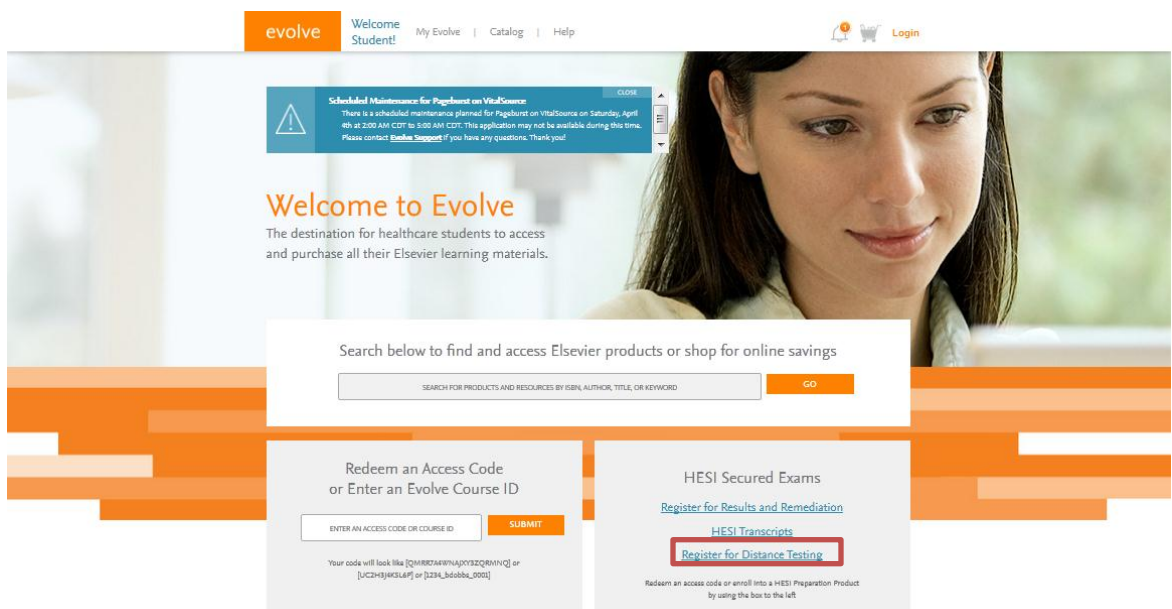 evolve
Welcome
Student!
My Evolve | Catalog | Help
1
Login
CLOSE
Scheduled Maintenance for Pageburst on VitalSource
There is a scheduled maintenance planned for Pageburst on VitalSource on Saturday, April
4th at 2:00 AM CDT to 5:00 AM CDT. This application may not be available during this time.
Please contact Evolve Support if you have any questions. Thank you!
Welcome to Evolve
The destination for healthcare students to access
and purchase all their Elsevier learning materials.
Search below to find and access Elsevier products or shop for online savings
SEARCH FOR PRODUCTS AND RESOURCES BY ISBN, AUTHOR, TITLE, OR KEYWORD
GO
Redeem an Access Code
or Enter an Evolve Course ID
ENTER AN ACCESS CODE OR COURSE ID
SUBMIT
Your code will look like
or
HESI Secured Exams
Register for Results and Remediation
HESI Transcripts
Register for Distance Testing
Redeem an access code or enroll into a HESI Preparation Product
by using the box to the left